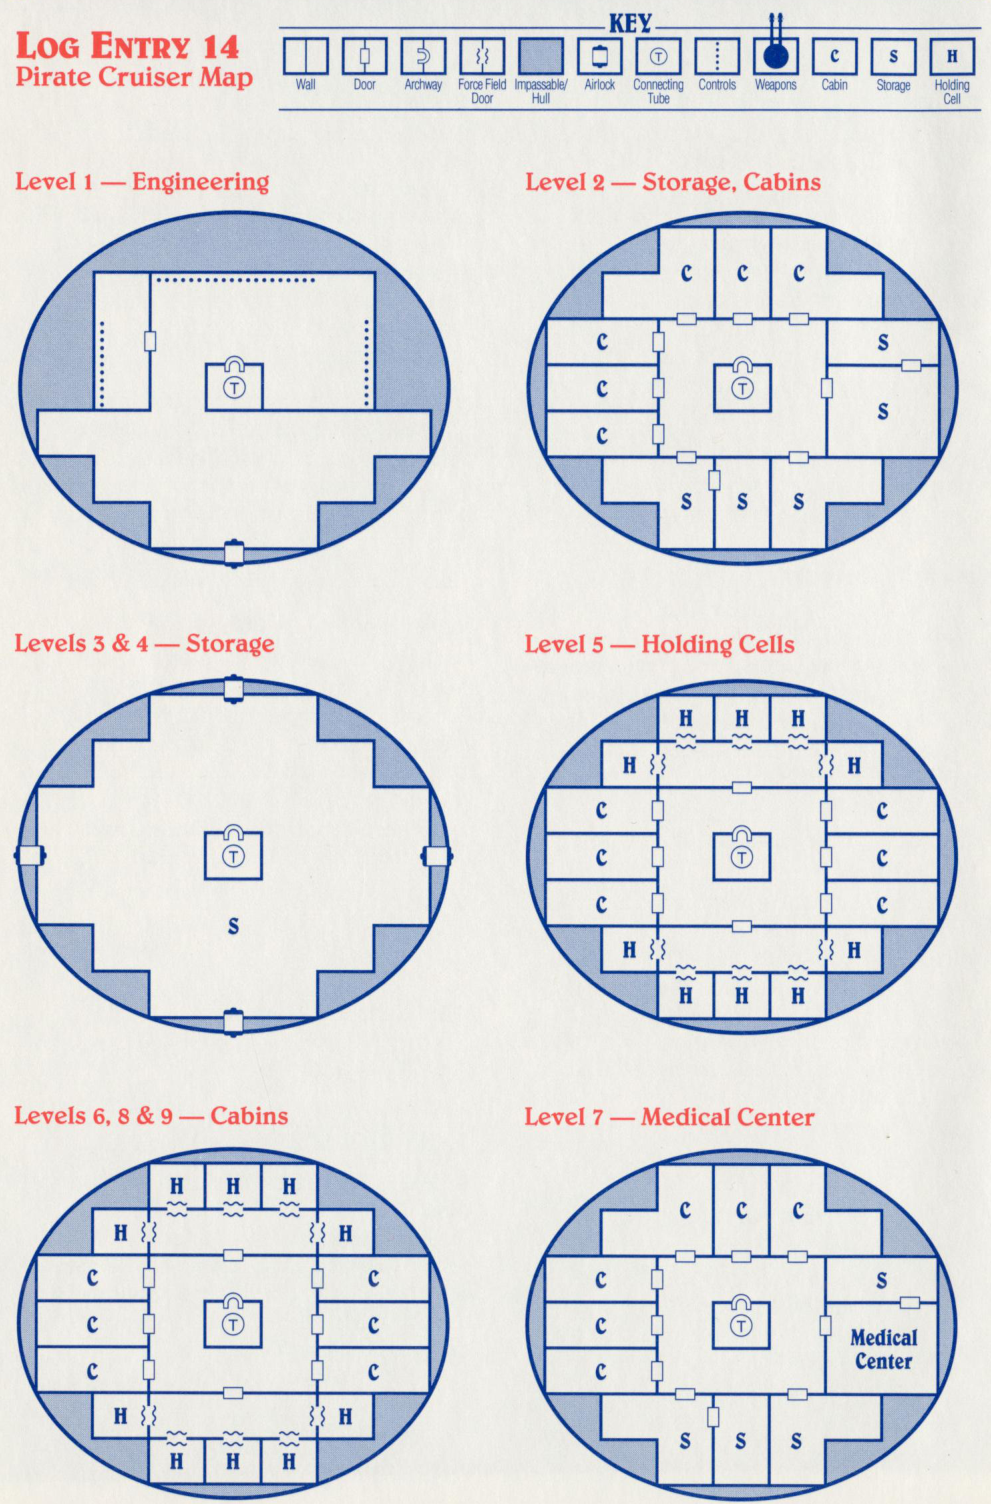 LOG ENTRY 14
Pirate Cruiser Map
KEY
Wall
Door
Archway
Force Field
Door
Impassable/
Hull
Airlock
T
Connecting
Tube
Controls
Weapons
C
Cabin
S
Storage
H
Holding
Cell
Level 1 — Engineering
T
Level 2 — Storage, Cabins
C C C
C S
C T
C S
S S S
Levels 3 & 4 — Storage
T
S
Level 5 — Holding Cells
H H H
H H
C C
C T C
C C
H H
H H H
Levels 6, 8 & 9 — Cabins
H H H
H H
C C
C T C
C C
H H
H H H
Level 7 — Medical Center
C C C
C S
C T Medical
C Center
S S S